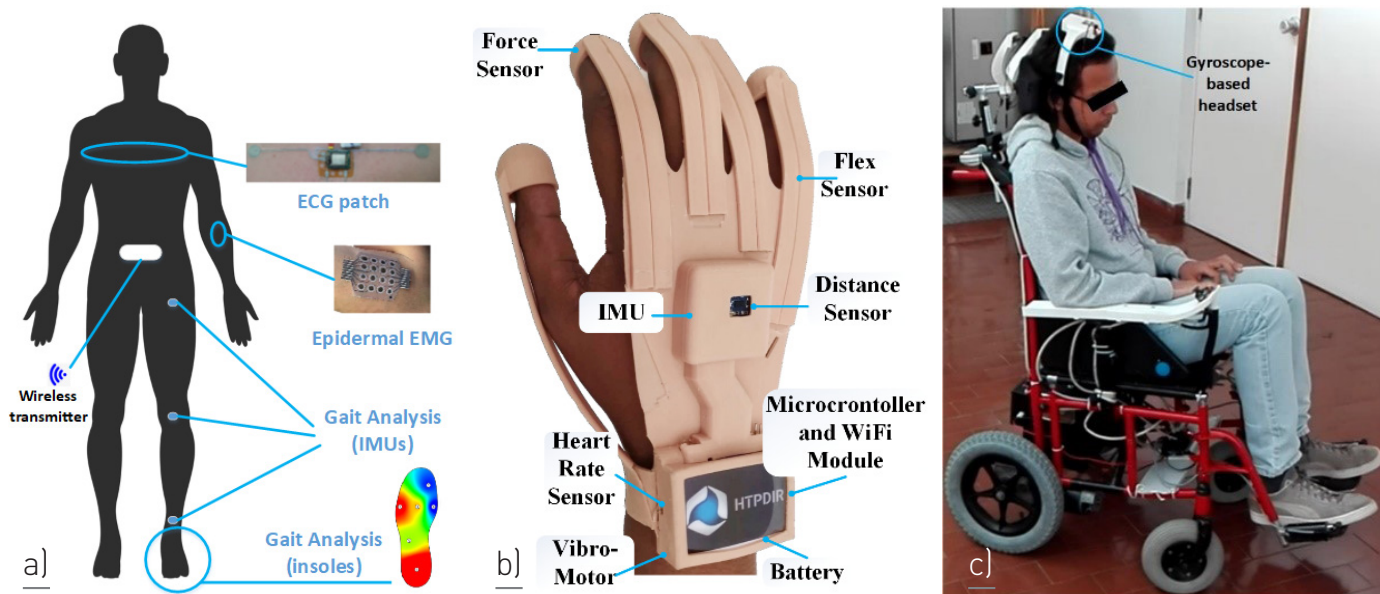 ECG patch
Epidermal EMG
Wireless
transmitter
Gait Analysis
(IMUs)
Gait Analysis
(insoles)
a)
Force
Sensor
Flex
Sensor
IMU
Distance
Sensor
Microcrontoller
and WiFi
Module
Heart
Rate
Sensor
HTPDIR
Vibro-
Motor
Battery
b)
Gyroscope-
based
headset
c)